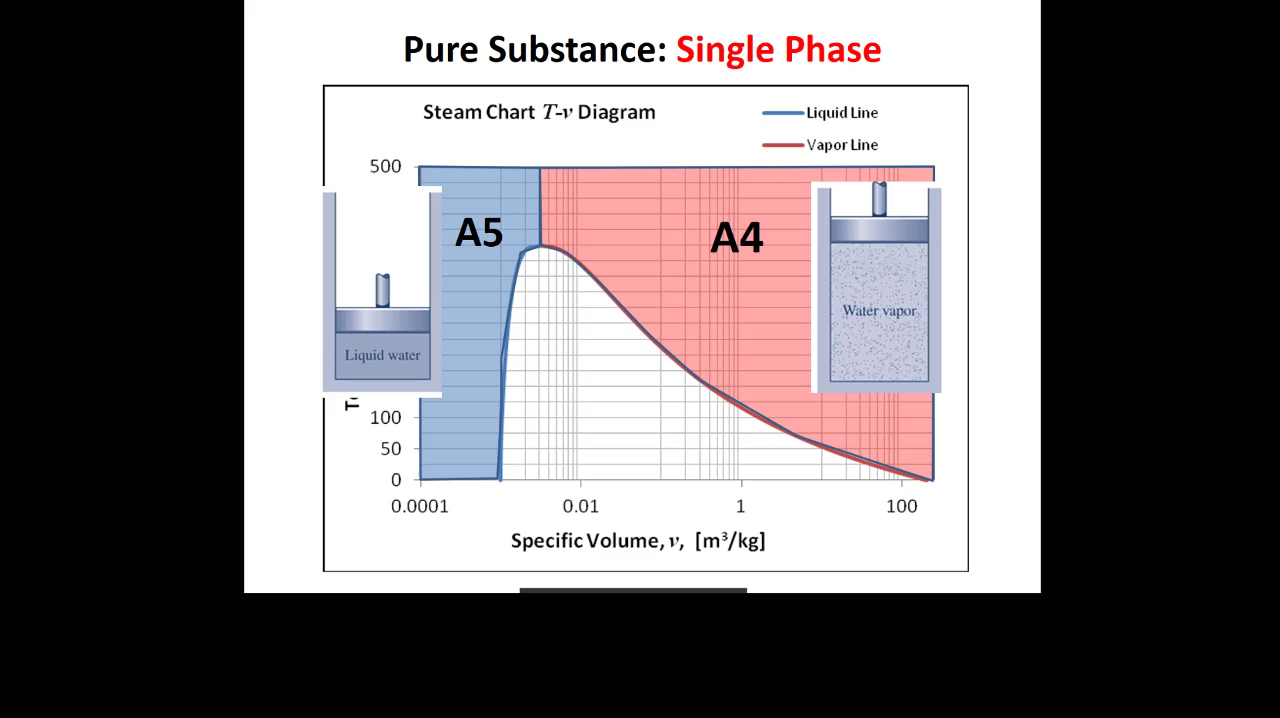 Pure Substance: Single Phase
Steam Chart T-v Diagram
Liquid Line
Vapor Line
500
A5
A4
Liquid water
Water vapor
100
50
0
0.0001
0.01
1
100
Specific Volume, v, [m³/kg]